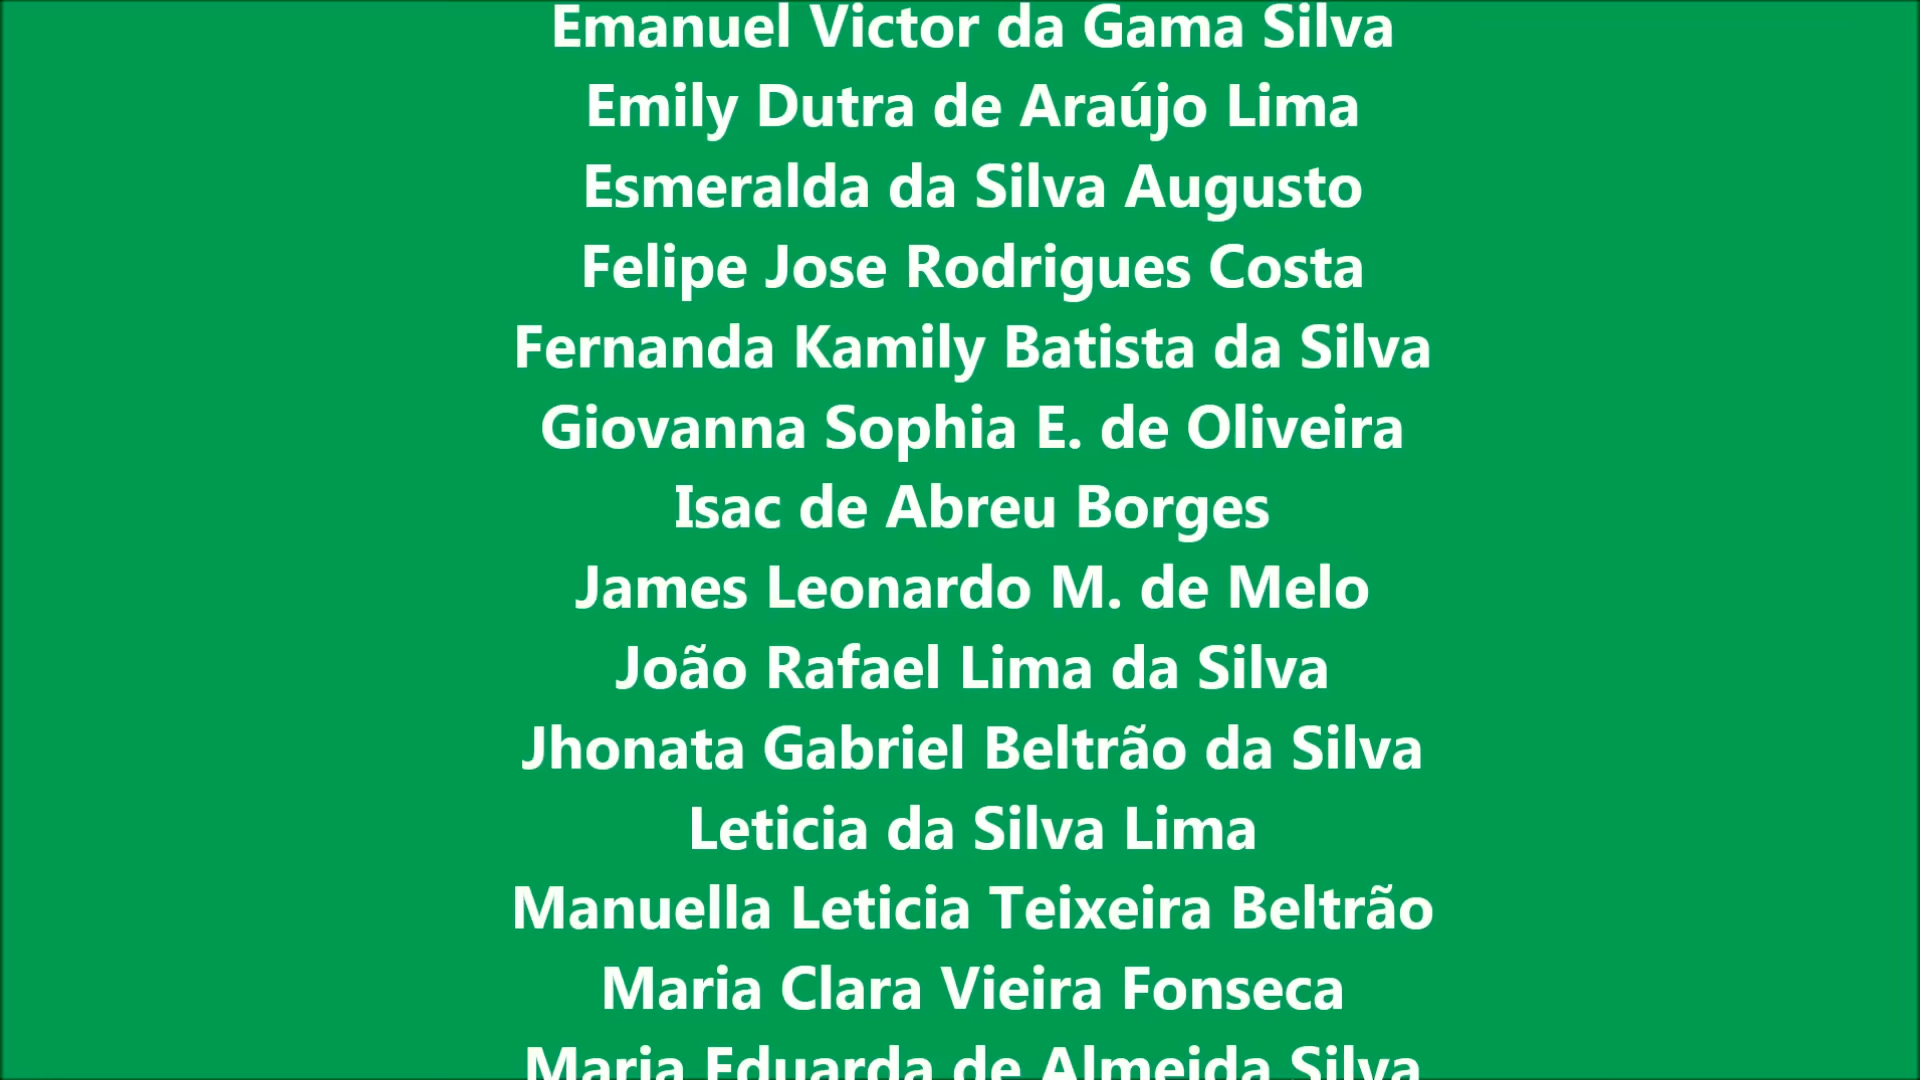 Emanuel Victor da Gama Silva
Emily Dutra de Araújo Lima
Esmeralda da Silva Augusto
Felipe Jose Rodrigues Costa
Fernanda Kamily Batista da Silva
Giovanna Sophia E. de Oliveira
Isac de Abreu Borges
James Leonardo M. de Melo
João Rafael Lima da Silva
Jhonata Gabriel Beltrão da Silva
Leticia da Silva Lima
Manuella Leticia Teixeira Beltrão
Maria Clara Vieira Fonseca
Maria Eduarda de Almeida Silva